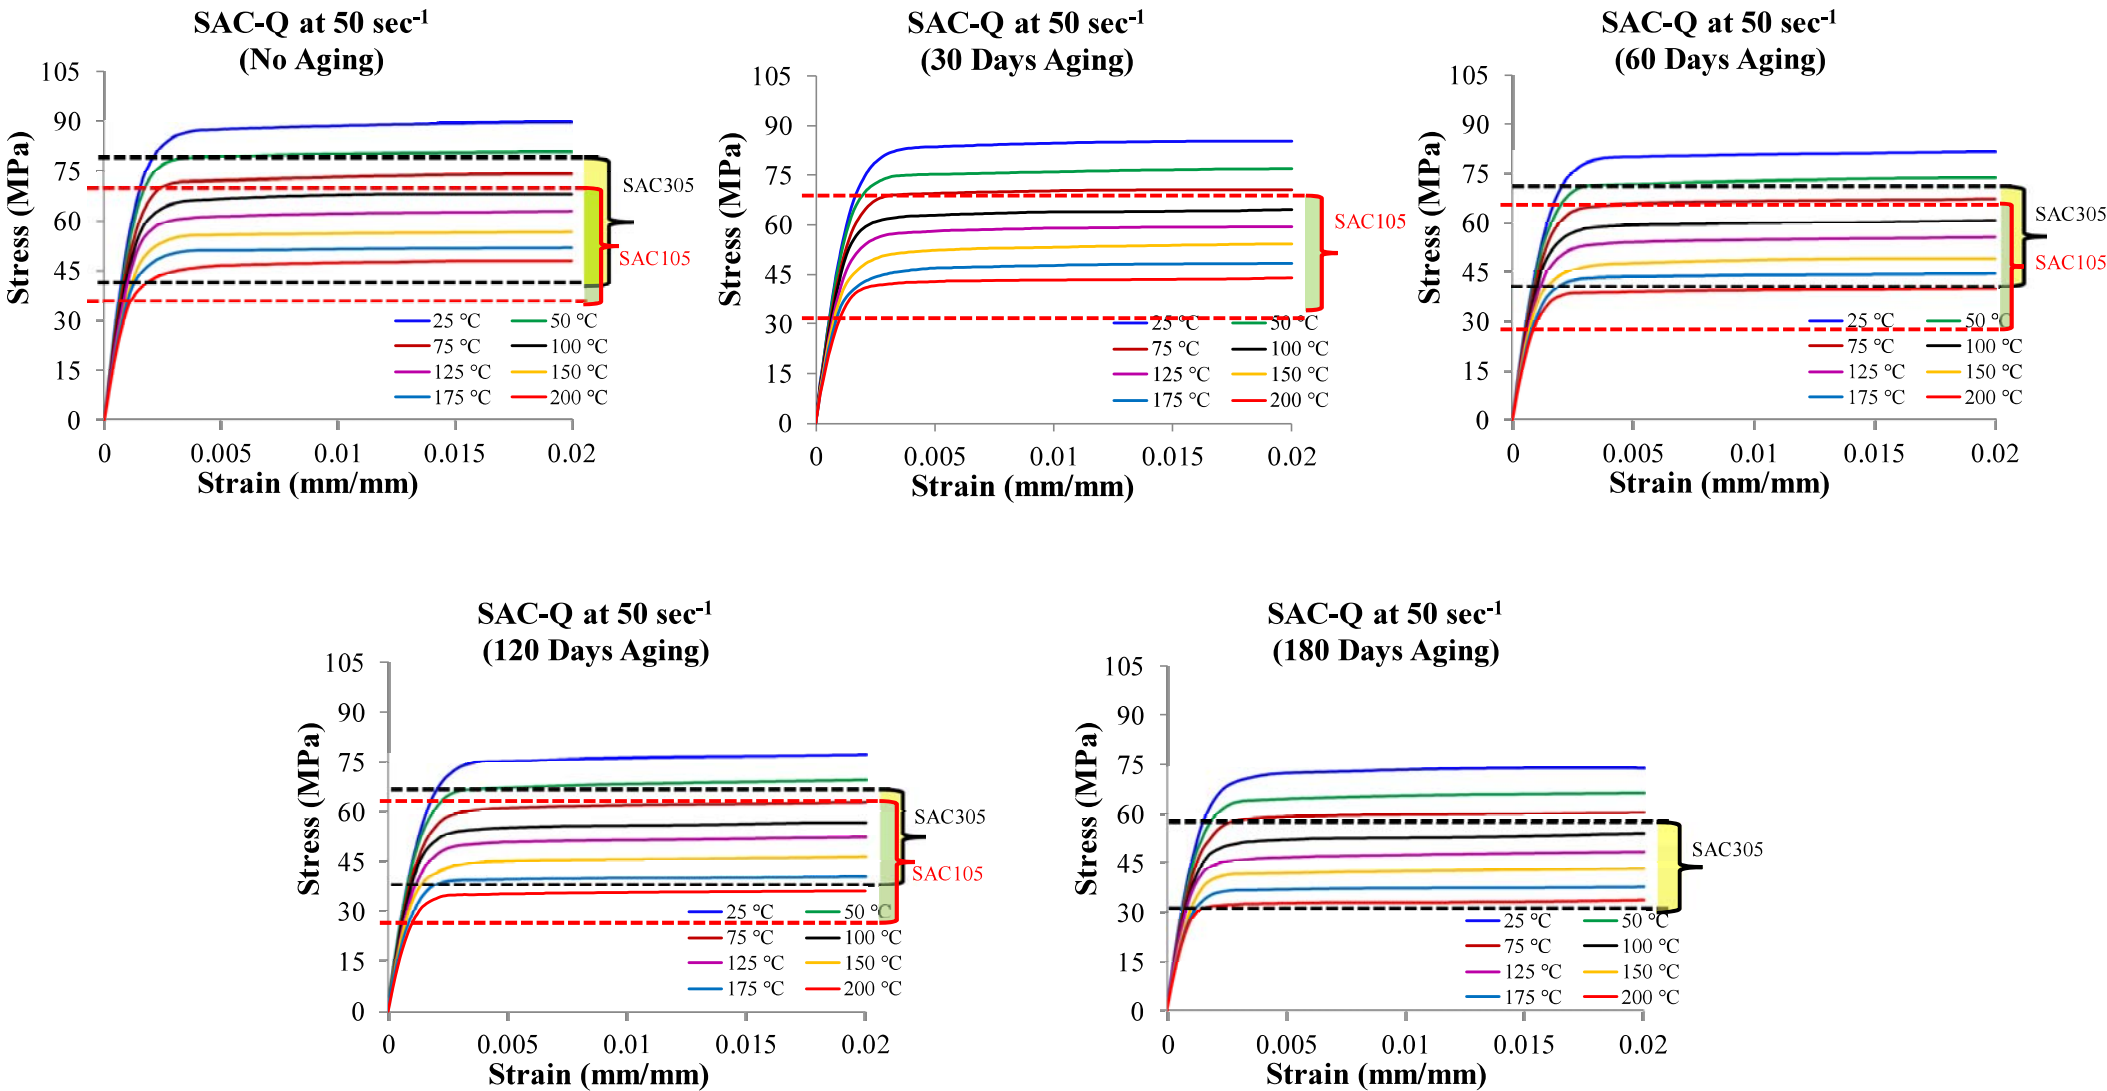 SAC-Q at 50 sec-1
(No Aging)
Stress (MPa)
105
90
75
60
45
30
15
0
0
0.005
0.01
0.015
0.02
Strain (mm/mm)
SAC305
SAC105
25 °C
50 °C
75 °C
100 °C
125 °C
150 °C
175 °C
200 °C
SAC-Q at 50 sec-1
(30 Days Aging)
Stress (MPa)
105
90
75
60
45
30
15
0
0
0.005
0.01
0.015
0.02
Strain (mm/mm)
SAC105
25 °C
50 °C
75 °C
100 °C
125 °C
150 °C
175 °C
200 °C
SAC-Q at 50 sec-1
(60 Days Aging)
Stress (MPa)
105
90
75
60
45
30
15
0
0
0.005
0.01
0.015
0.02
Strain (mm/mm)
SAC305
SAC105
25 °C
50 °C
75 °C
100 °C
125 °C
150 °C
175 °C
200 °C
SAC-Q at 50 sec-1
(120 Days Aging)
Stress (MPa)
105
90
75
60
45
30
15
0
0
0.005
0.01
0.015
0.02
Strain (mm/mm)
SAC305
SAC105
25 °C
50 °C
75 °C
100 °C
125 °C
150 °C
175 °C
200 °C
SAC-Q at 50 sec-1
(180 Days Aging)
Stress (MPa)
105
90
75
60
45
30
15
0
0
0.005
0.01
0.015
0.02
Strain (mm/mm)
SAC305
25 °C
50 °C
75 °C
100 °C
125 °C
150 °C
175 °C
200 °C